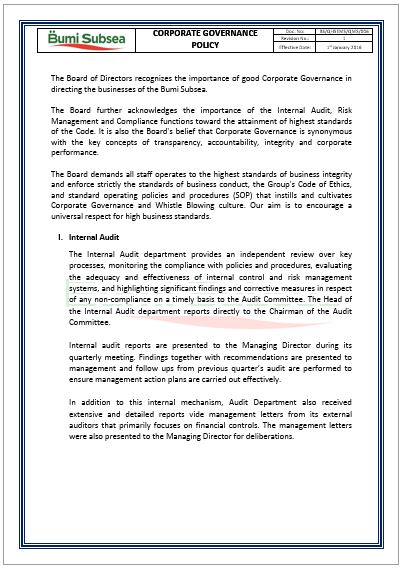 Bumi Subsea
CORPORATE GOVERNANCE
POLICY
Doc. No:
Revision No.: 1
Effective Date: 1st January 2016
The Board of Directors recognizes the importance of good Corporate Governance in
directing the businesses of the Bumi Subsea.
The Board further acknowledges the importance of the Internal Audit, Risk
Management and Compliance functions toward the attainment of highest standards
of the Code. It is also the Board's belief that Corporate Governance is synonymous
with the key concepts of transparency, accountability, integrity and corporate
performance.
The Board demands all staff operate to the highest standards of business integrity
and enforce strictly the standards of business conduct, the Group's Code of Ethics,
and standard operating policies and procedures (SOP) that instills and cultivates
Corporate Governance and Whistle Blowing culture. Our aim is to encourage a
universal respect for high business standards.
I. Internal Audit
The Internal Audit department provides an independent review over key
processes, monitoring the compliance with policies and procedures, evaluating
the adequacy and effectiveness of internal control and risk management
systems, and highlighting significant findings and corrective measures in respect
of any non-compliance on a timely basis to the Audit Committee. The Head of
the Internal Audit department reports directly to the Chairman of the Audit
Committee.
Internal audit reports are presented to the Managing Director during its
quarterly meeting. Findings together with recommendations are presented to
management and follow ups from previous quarter's audit are performed to
ensure management action plans are carried out effectively.
In addition to this internal mechanism, Audit Department also received
extensive and detailed reports vide management letters from its external
auditors that primarily focuses on financial controls. The management letters
were also presented to the Managing Director for deliberations.